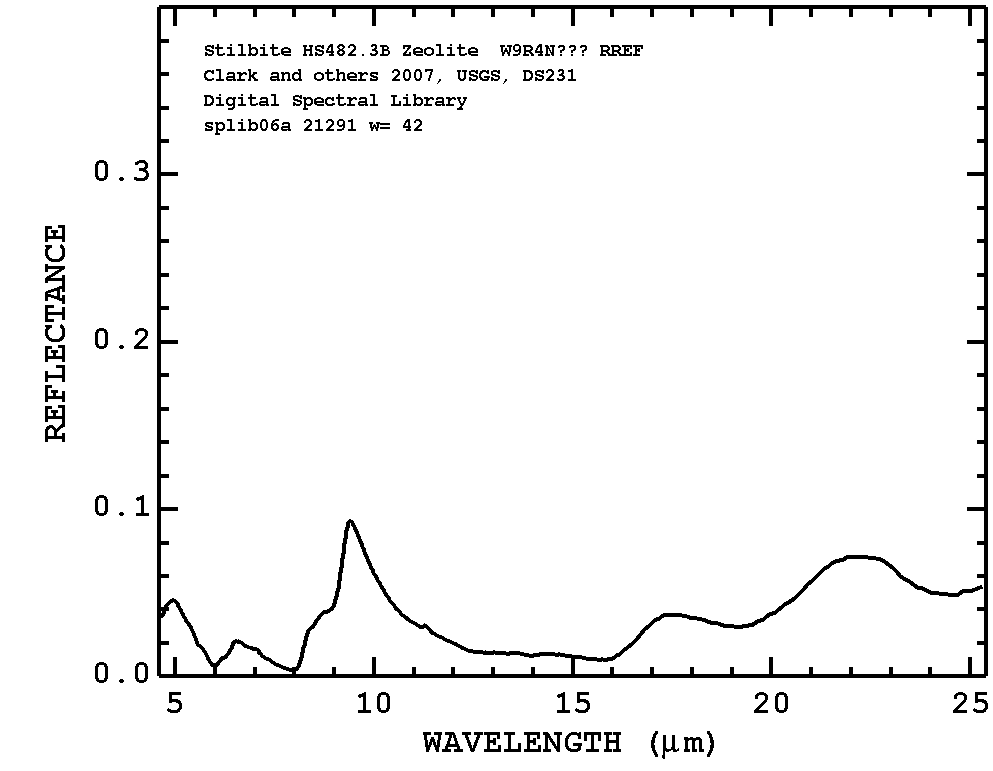 Stilbite HS482.3B Zeolite W9R4N??? RREF
Clark and others 2007, USGS, DS231
Digital Spectral Library
splib06a 21291 w= 42
0.3
0.2
0.1
0.0
REFLECTANCE
5 10 15 20 25
WAVELENGTH (μm)